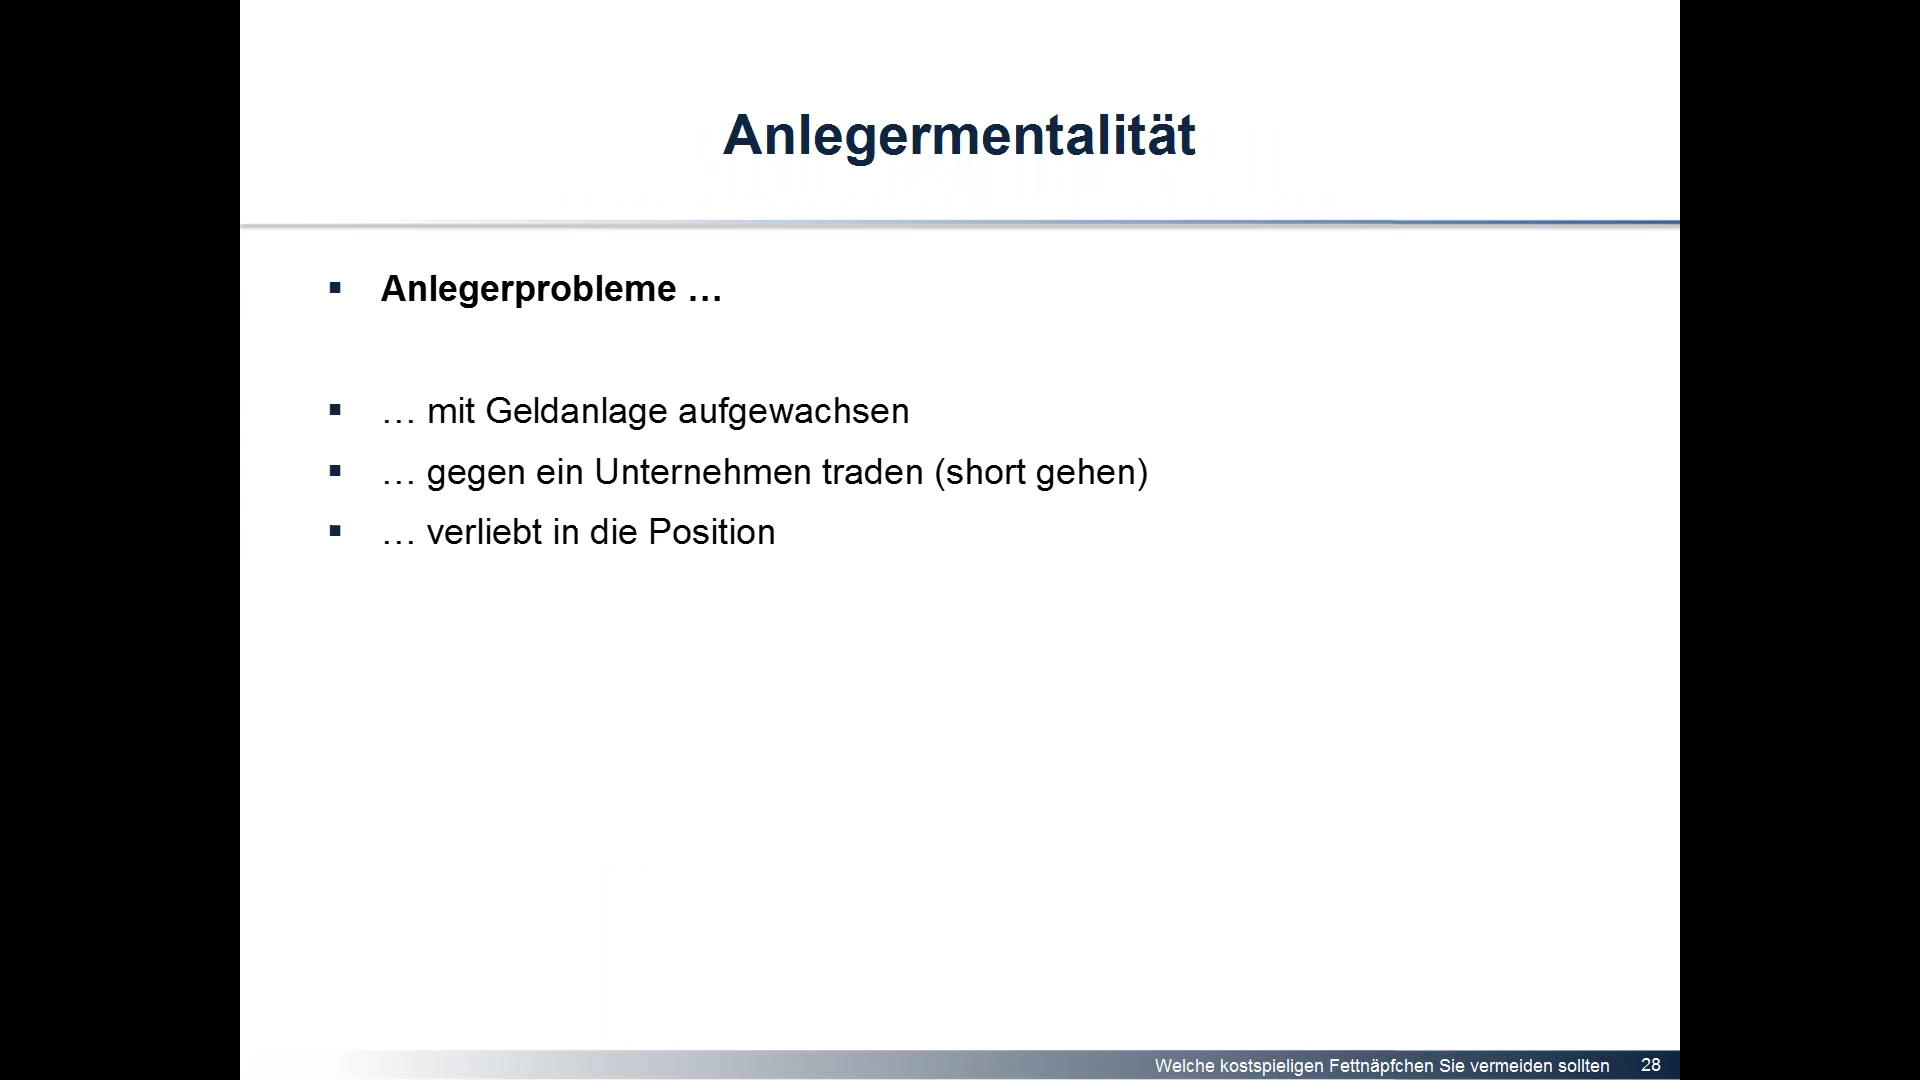 Anlegermentalität
▪ Anlegerprobleme …
▪ … mit Geldanlage aufgewachsen
▪ … gegen ein Unternehmen traden (short gehen)
▪ … verliebt in die Position
Welche kostspieligen Fettnäpfchen Sie vermeiden sollten 28